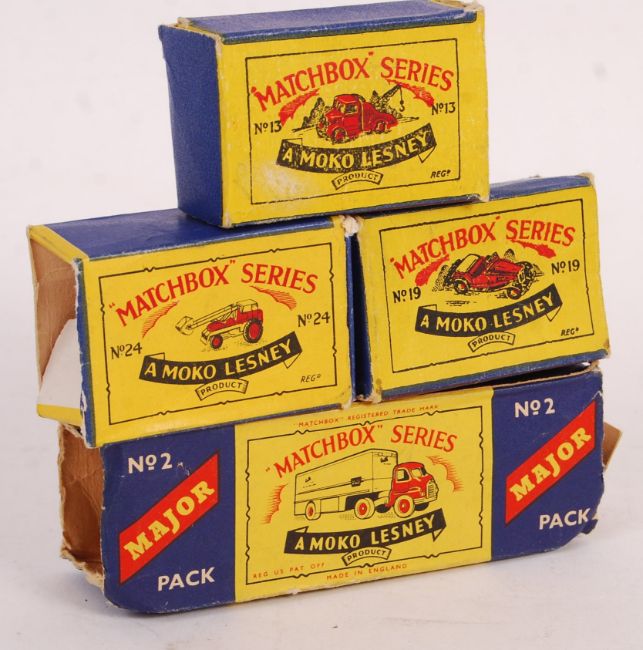 "MATCHBOX" SERIES
Nº13 Nº13
A MOKO LESNEY
PRODUCT
REGD
"MATCHBOX" SERIES
Nº24 Nº24
A MOKO LESNEY
PRODUCT
REGD
"MATCHBOX" SERIES
Nº19 Nº19
A MOKO LESNEY
PRODUCT
REGD
Nº2
MAJOR
PACK
"MATCHBOX" REGISTERED TRADE MARK
"MATCHBOX" SERIES
A MOKO LESNEY
PRODUCT
REG US PAT OFF
MADE IN ENGLAND
Nº2
MAJOR
PACK